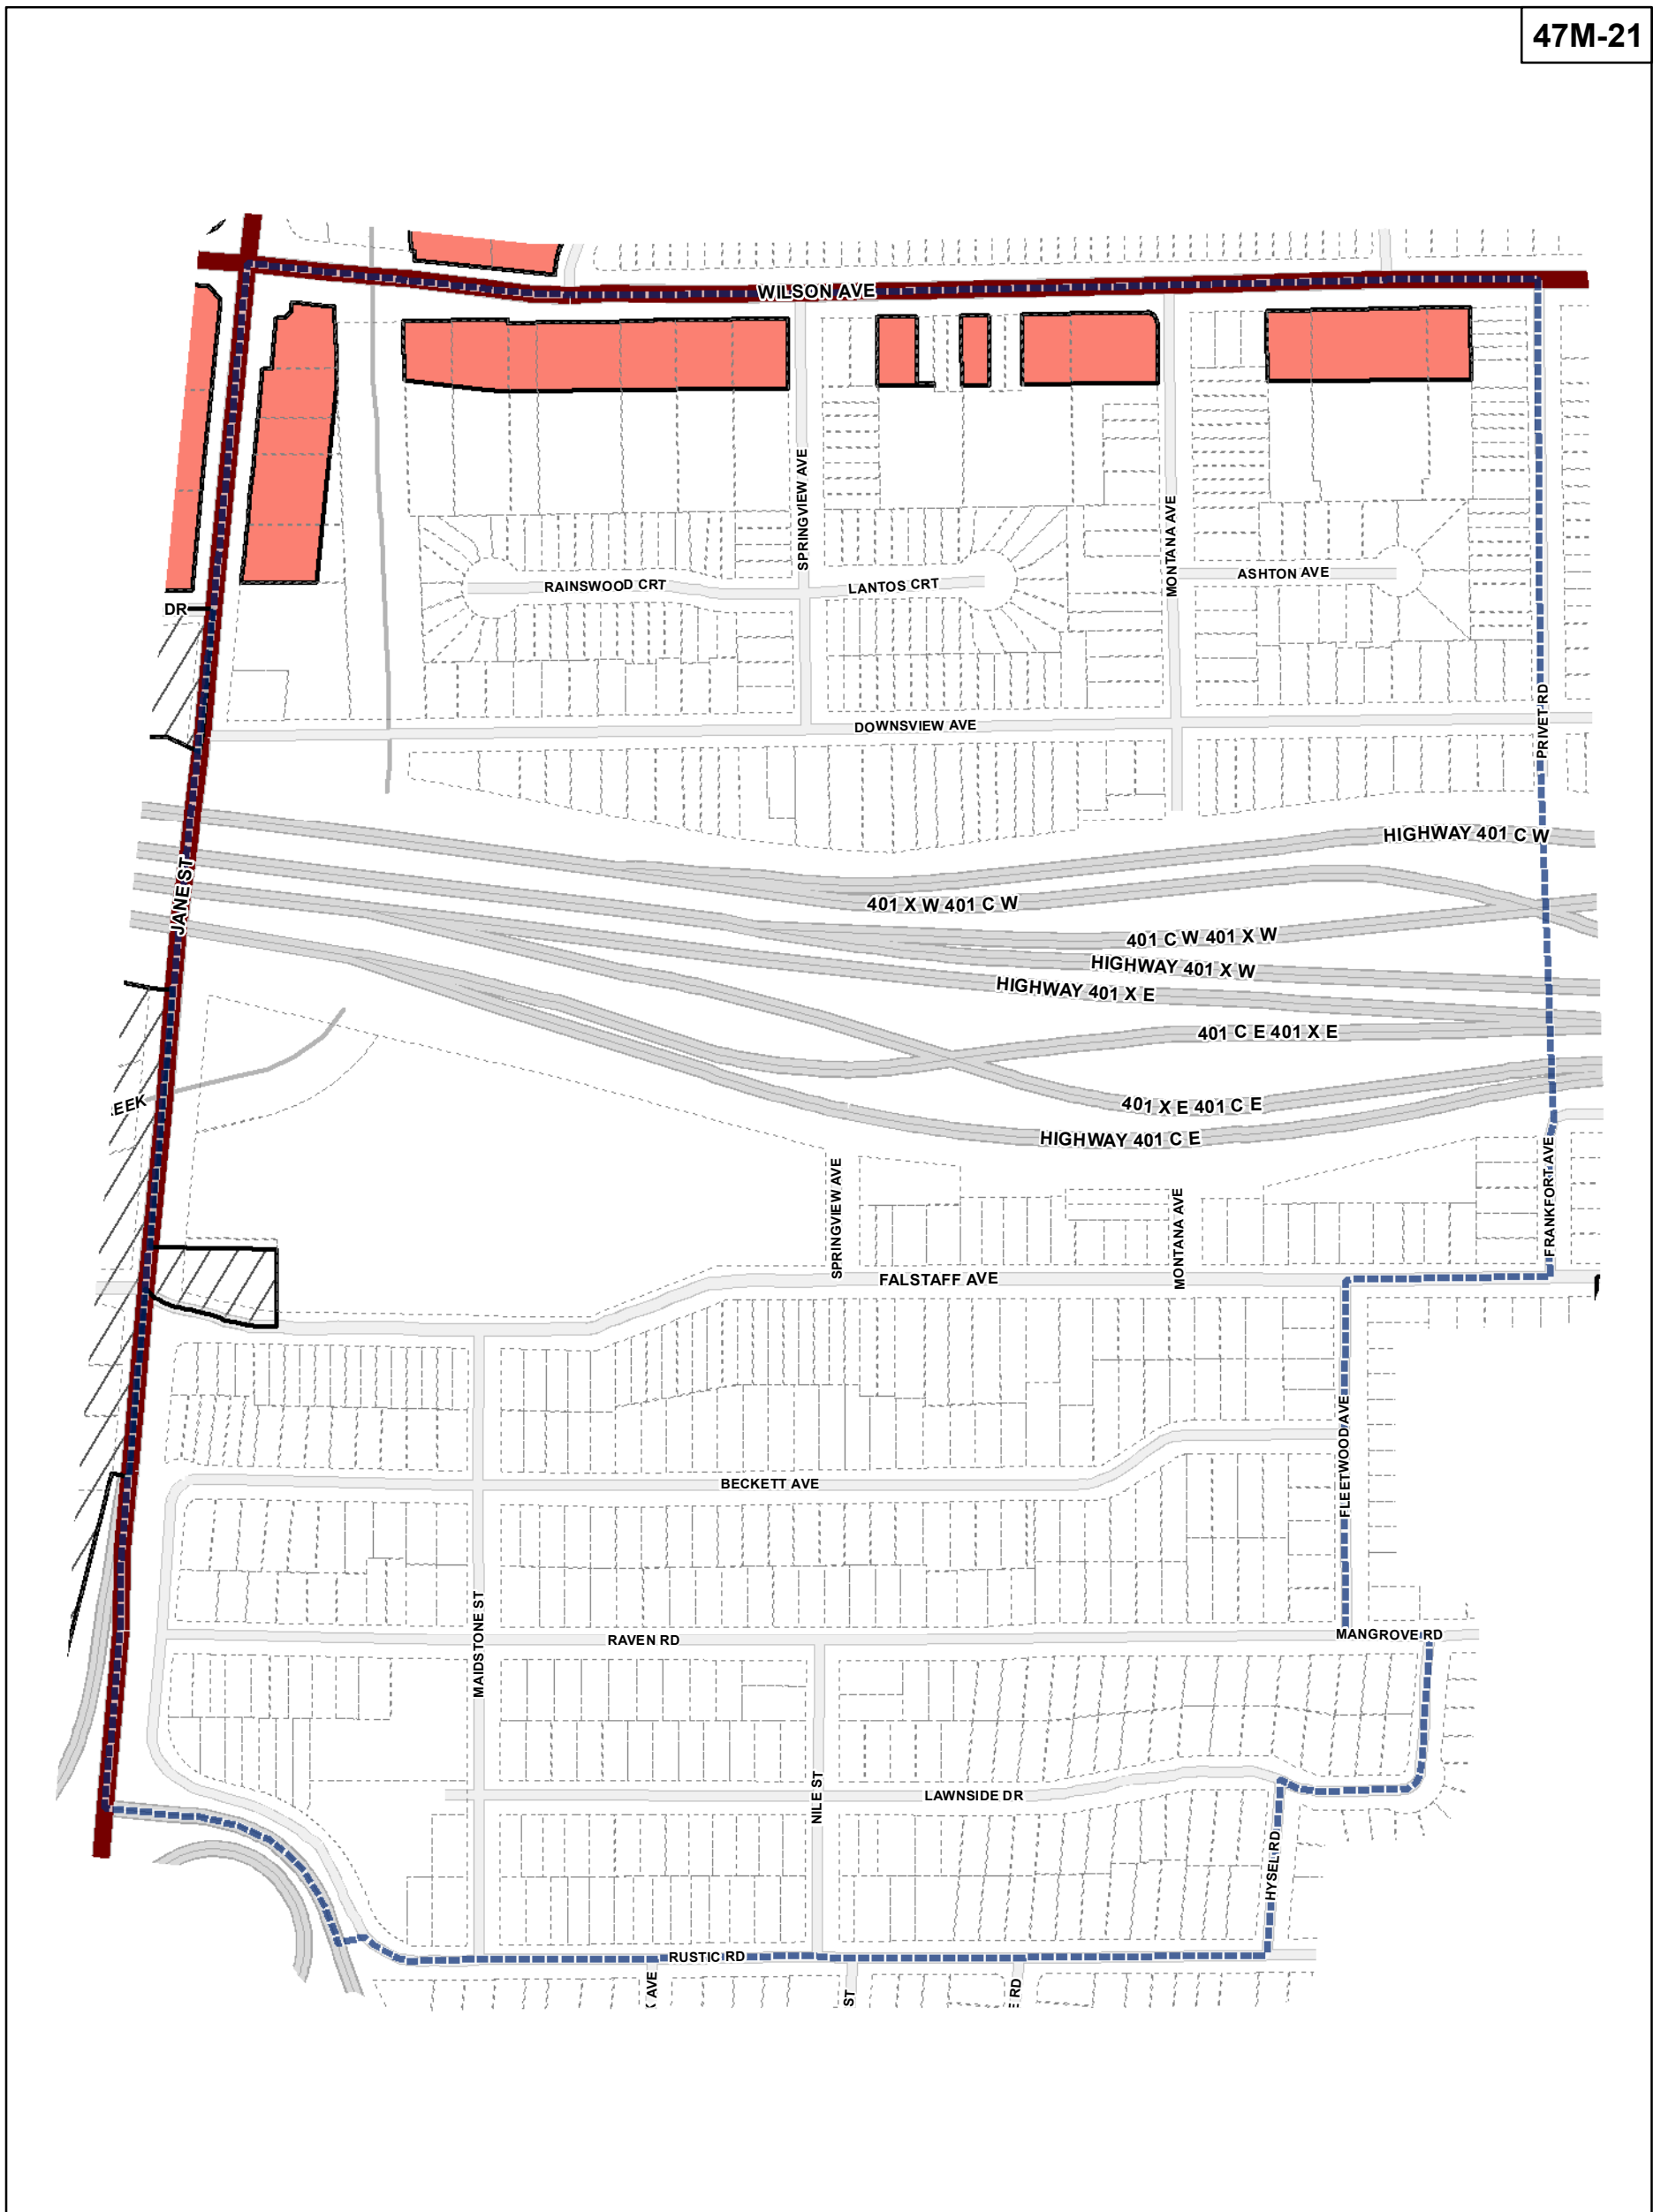 47M-21
WILSON AVE
SPRINGVIEW AVE
MONTANA AVE
RAINSWOOD CRT
LANTOS CRT
ASHTON AVE
DR
PRIVET RD
DOWNSVIEW AVE
HIGHWAY 401 C W
JANE ST
401 X W 401 C W
401 C W 401 X W
HIGHWAY 401 X W
HIGHWAY 401 X E
401 C E 401 X E
EEK
401 X E 401 C E
HIGHWAY 401 C E
SPRINGVIEW AVE
MONTANA AVE
FRANKFORT AVE
FALSTAFF AVE
FLEETWOOD AVE
BECKETT AVE
MAIDSTONE ST
RAVEN RD
MANGROVE RD
NILE ST
LAWNSIDE DR
HYSEL RD
RUSTIC RD
AVE
ST
E RD